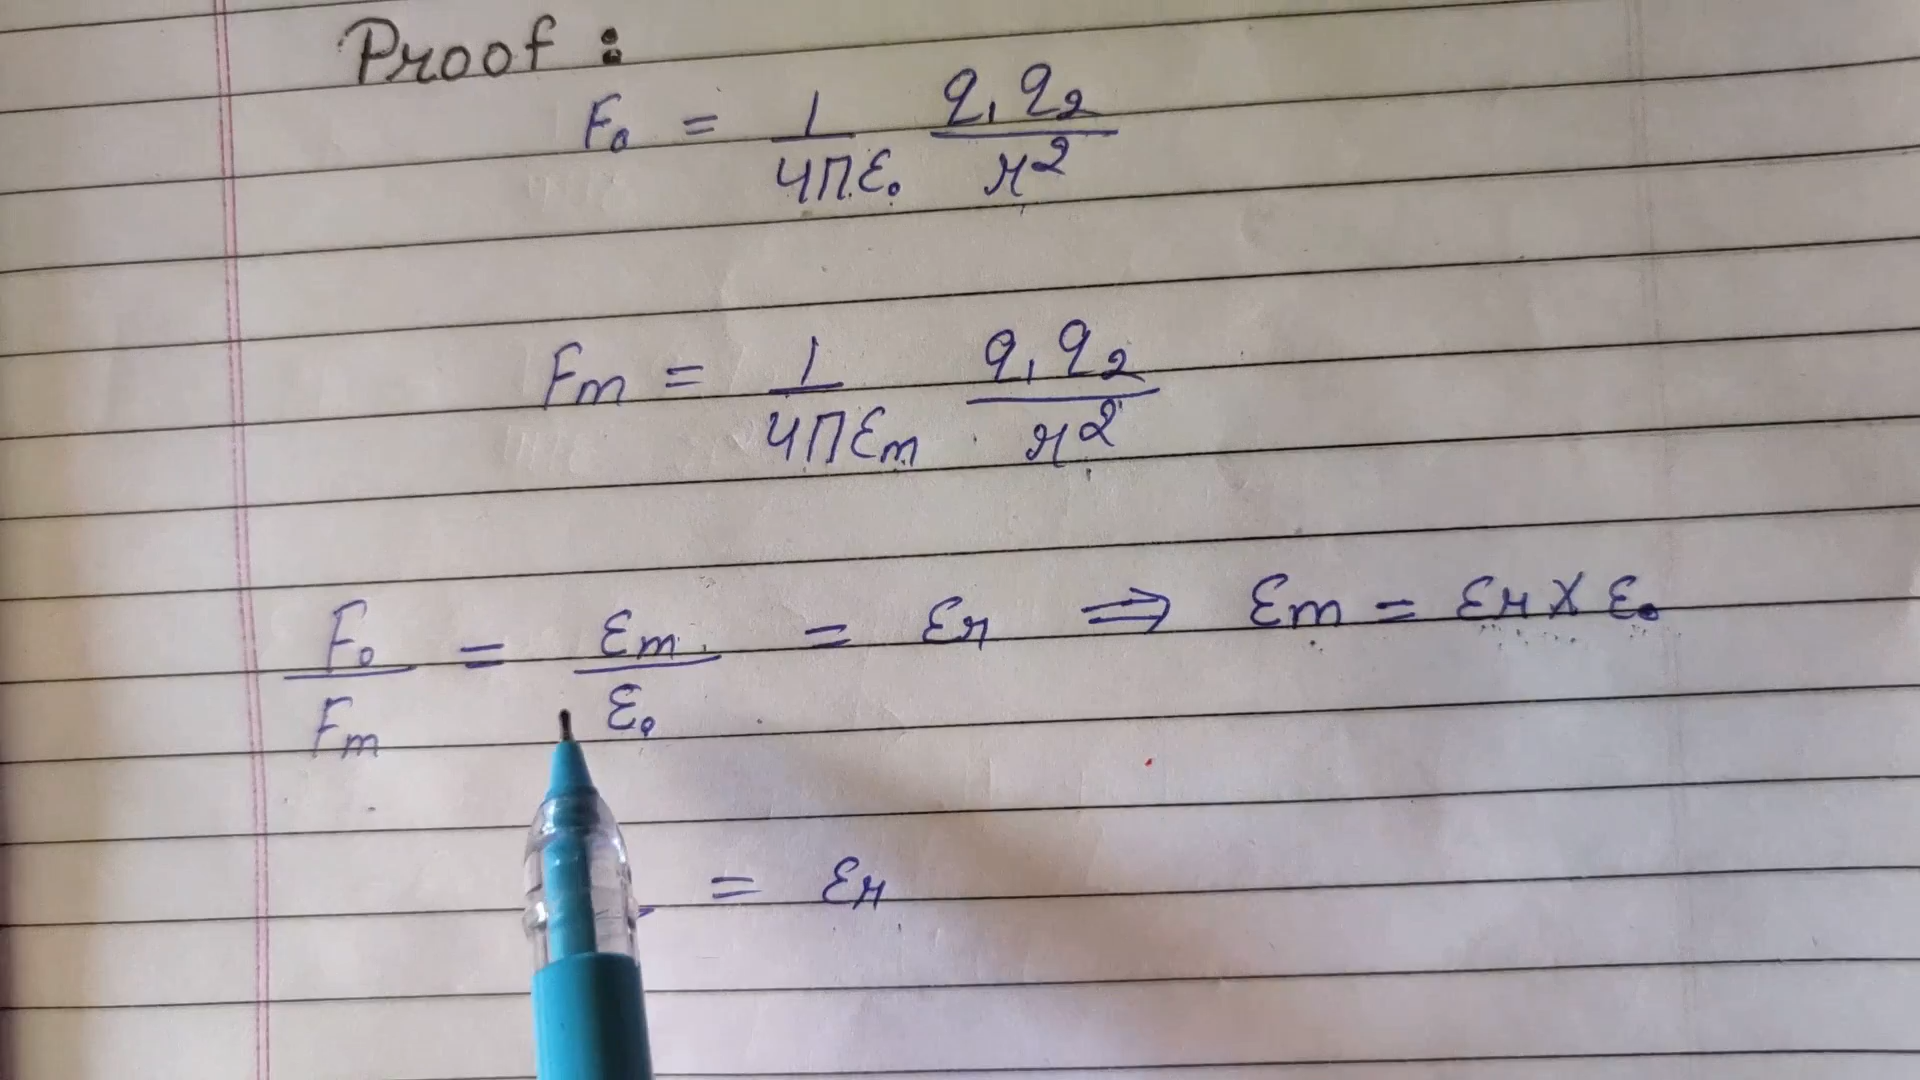 Proof :
F₀ = 1/4πε₀ q₁q₂/r²
Fm = 1/4πεm q₁q₂/r²
F₀/Fm = εm/ε₀ = εr ⇒ εm = εr × ε₀
= εr